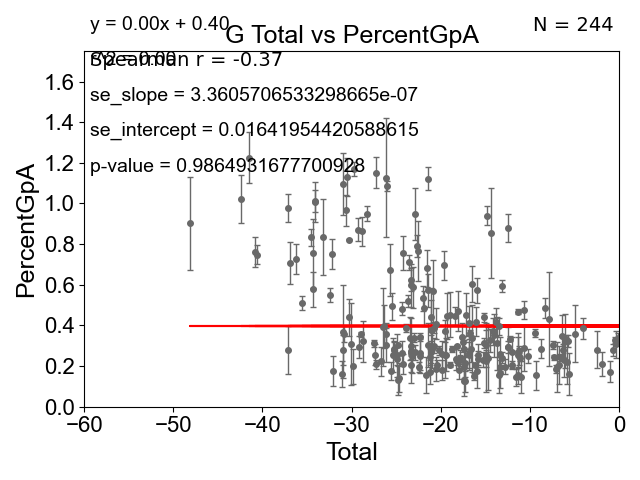 y = 0.00x + 0.40
G Total vs PercentGpA
N = 244
Spearman r = -0.37
se_slope = 3.3605706533298665e-07
se_intercept = 0.01641954420588615
p-value = 0.9864931677700928
PercentGpA
1.6
1.4
1.2
1.0
0.8
0.6
0.4
0.2
0.0
−60
−50
−40
−30
−20
−10
0
Total